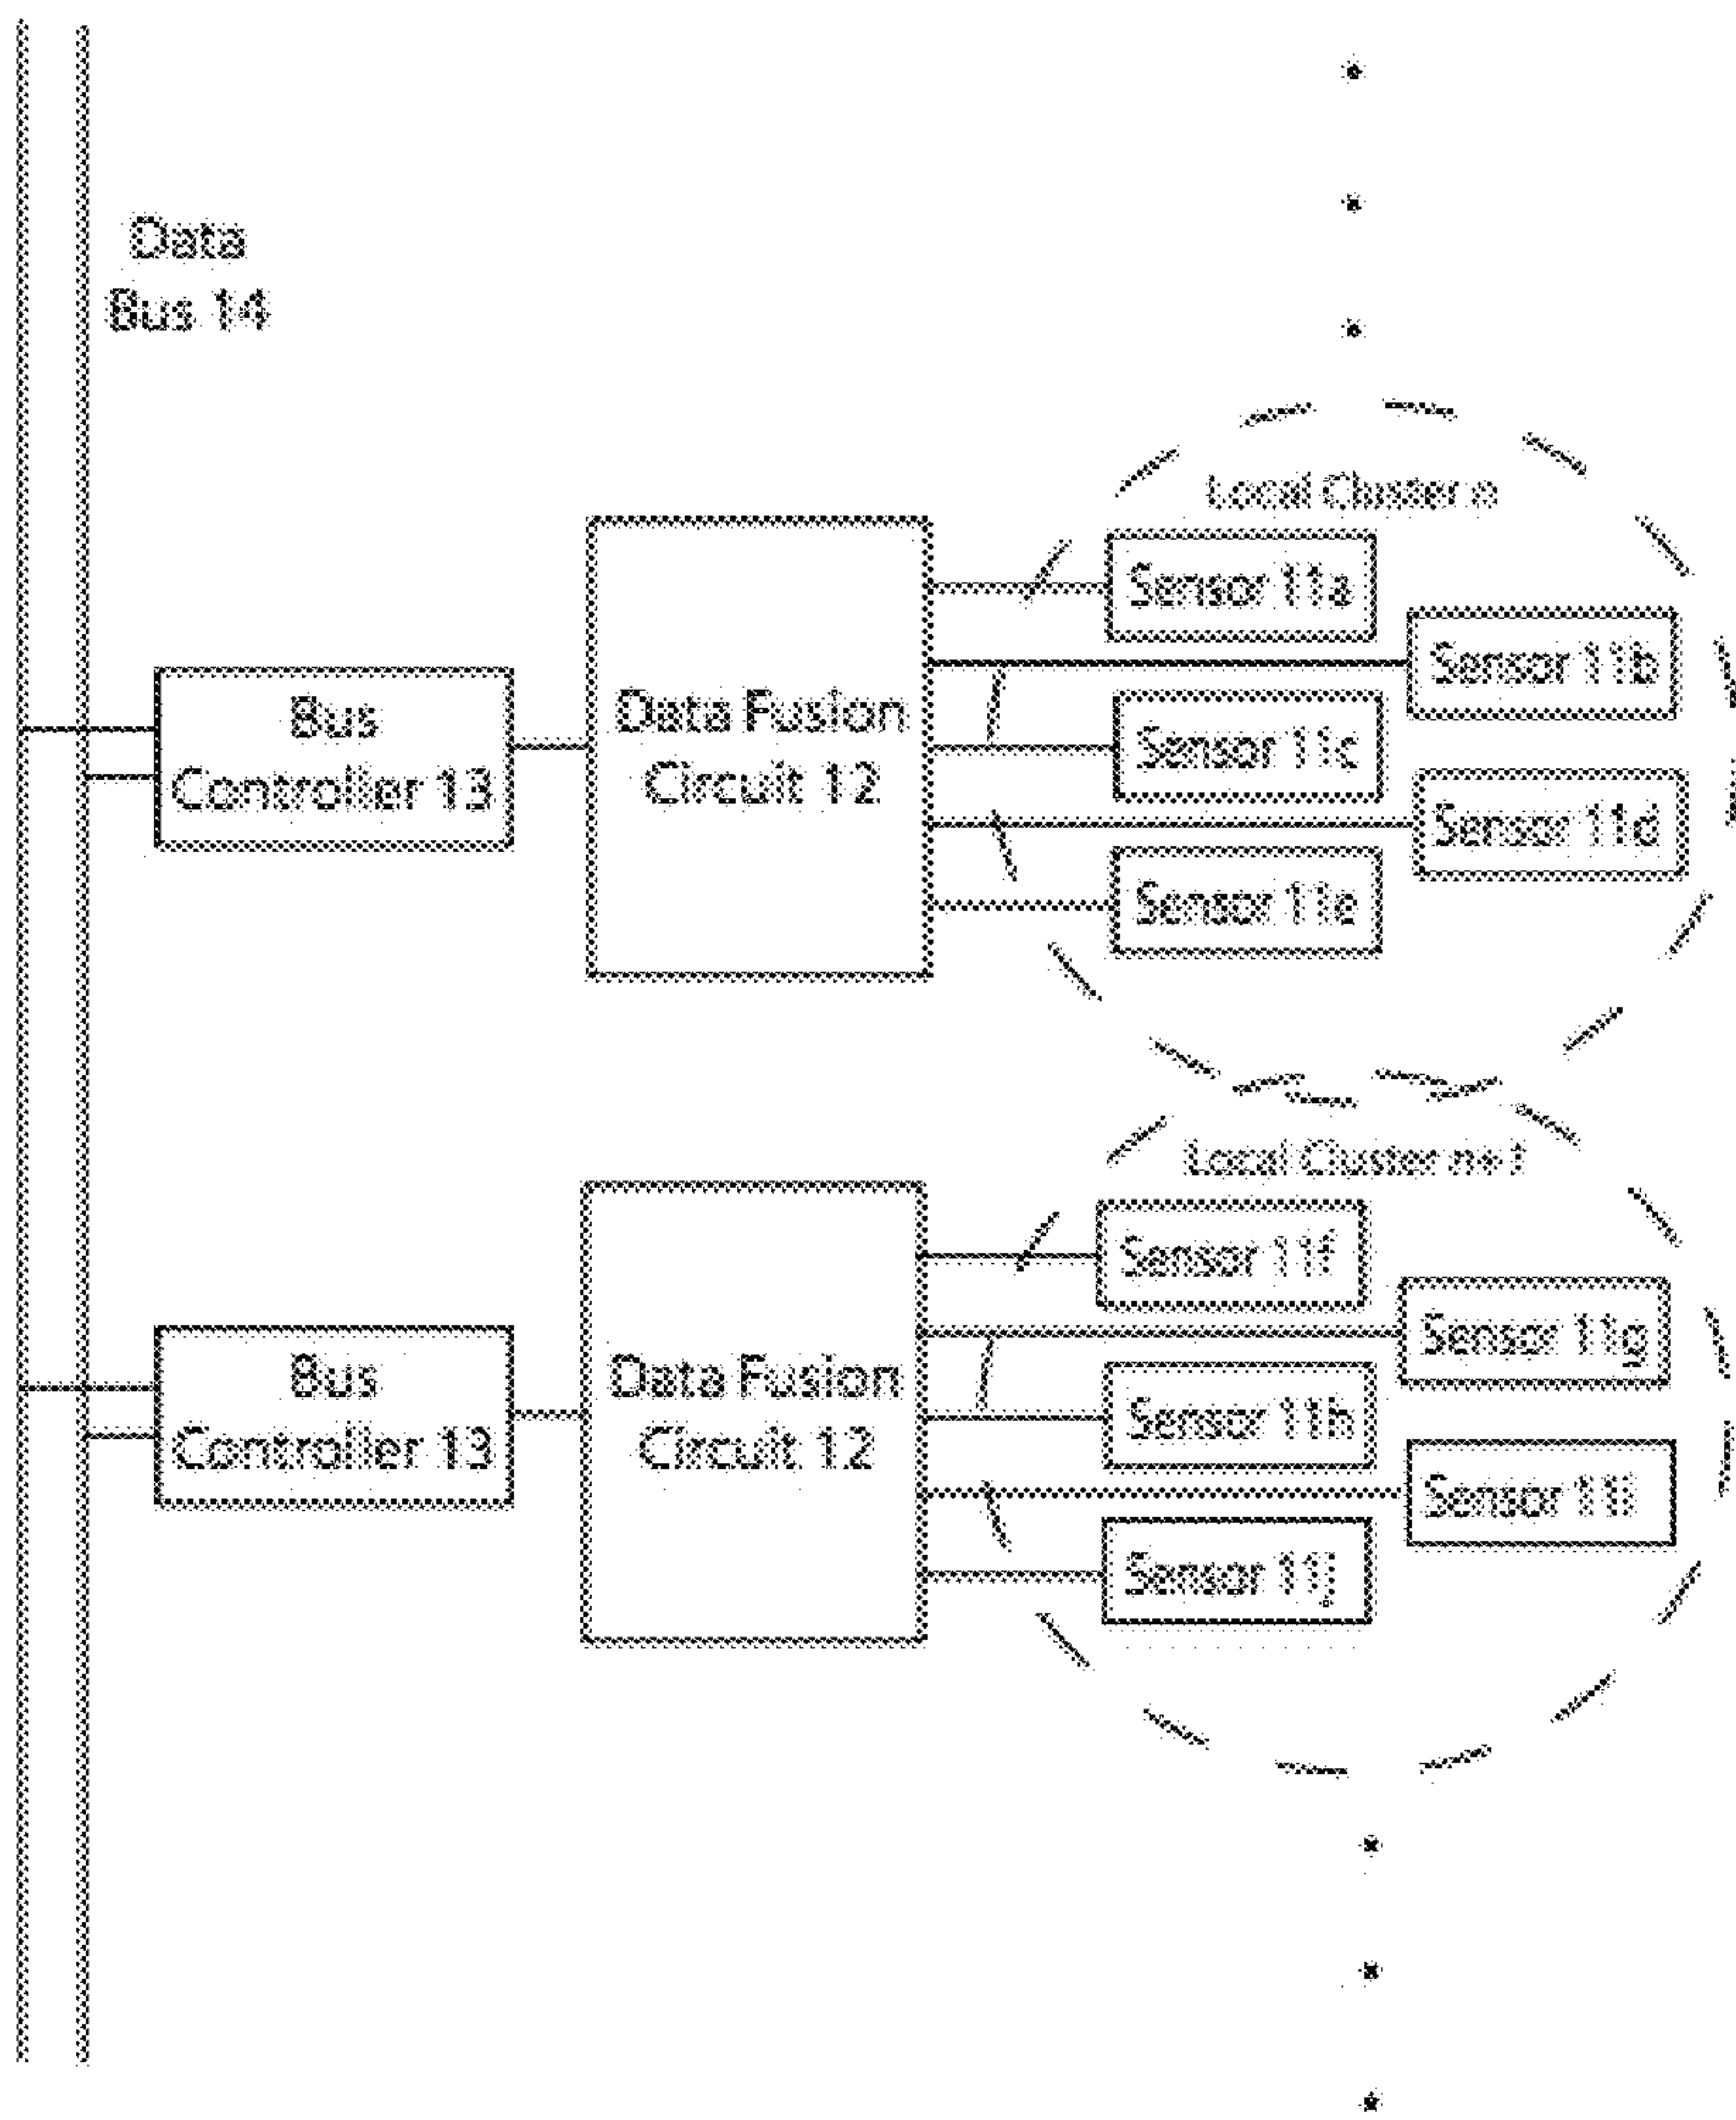 Data
Bus 14
Local Cluster n
Sensor 11a
Sensor 11b
Bus
Controller 13
Data Fusion
Circuit 12
Sensor 11c
Sensor 11d
Sensor 11e
Local Cluster n+1
Sensor 11f
Sensor 11g
Bus
Controller 13
Data Fusion
Circuit 12
Sensor 11h
Sensor 11i
Sensor 11j